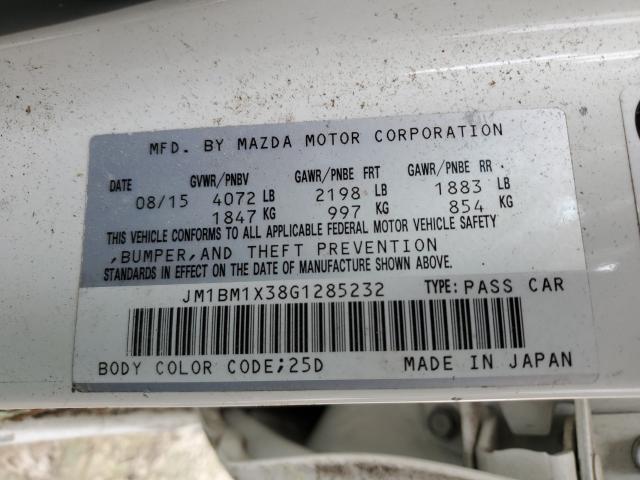 MFD. BY MAZDA MOTOR CORPORATION
DATE GVWR/PNBV GAWR/PNBE FRT GAWR/PNBE RR
08/15 4072 LB 2198 LB 1883 LB
1847 KG 997 KG 854 KG
THIS VEHICLE CONFORMS TO ALL APPLICABLE FEDERAL MOTOR VEHICLE SAFETY
,BUMPER,AND THEFT PREVENTION
STANDARDS IN EFFECT ON THE DATE OF MANUFACTURE SHOWN ABOVE.
JM1BM1X38G1285232 TYPE: PASS CAR
BODY COLOR CODE;25D MADE IN JAPAN